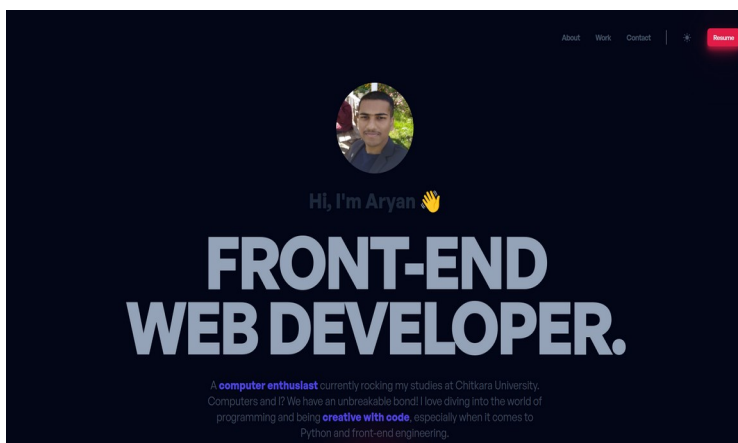 About Work Contact Resume
Hi, I'm Aryan 👋
FRONT-END
WEB DEVELOPER.
A computer enthusiast currently rocking my studies at Chitkara University.
Computers and I? We have an unbreakable bond! I love diving into the world of
programming and being creative with code, especially when it comes to
Python and front-end engineering.